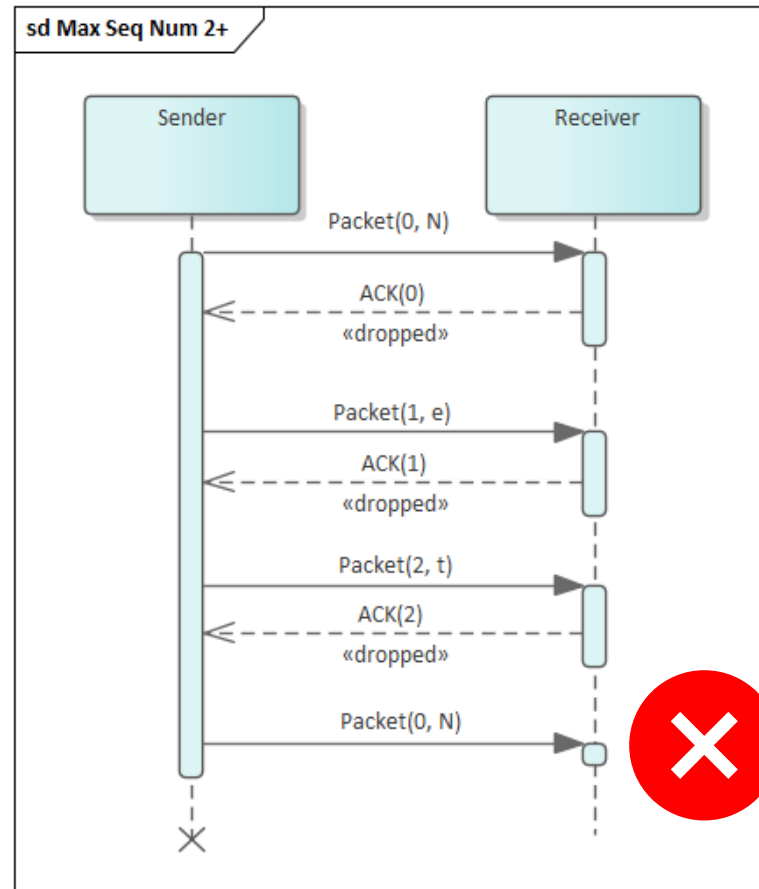 sd Max Seq Num 2+
Sender
Receiver
Packet(0, N)
ACK(0)
«dropped»
Packet(1, e)
ACK(1)
«dropped»
Packet(2, t)
ACK(2)
«dropped»
Packet(0, N)